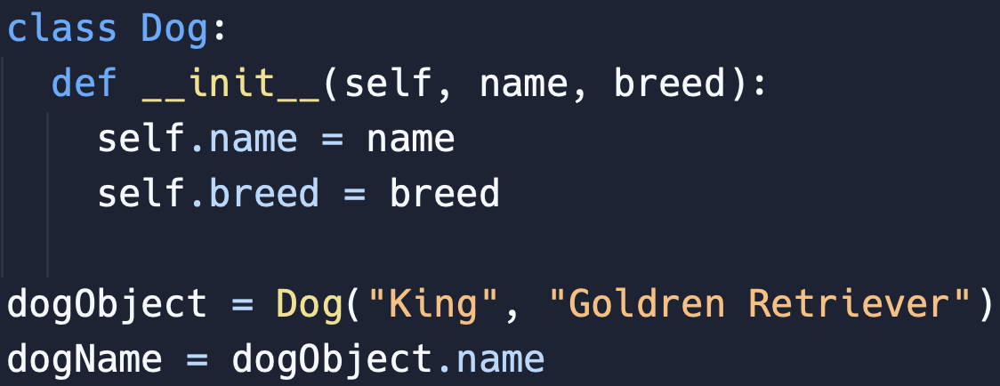 class Dog:
  def __init__(self, name, breed):
    self.name = name
    self.breed = breed
dogObject = Dog("King", "Goldren Retriever")
dogName = dogObject.name